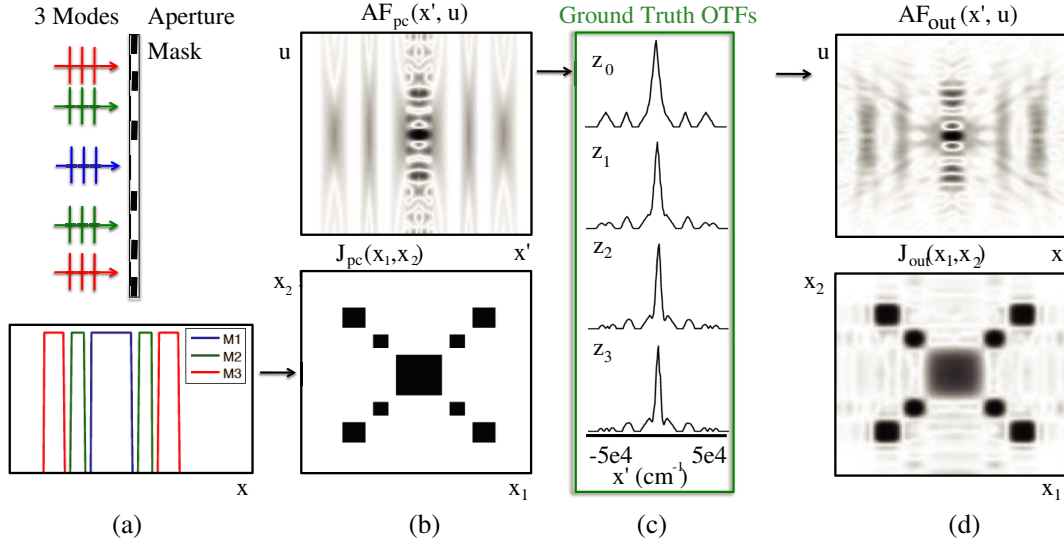 3 Modes
Aperture
Mask
M1
M2
M3
x
(a)
AF_pc(x', u)
u
x'
J_pc(x_1,x_2)
x_2
x_1
(b)
Ground Truth OTFs
z_0
z_1
z_2
z_3
-5e4 5e4
x' (cm^-1)
(c)
AF_out(x', u)
u
x
J_out(x_1,x_2)
x_2
x_1
(d)